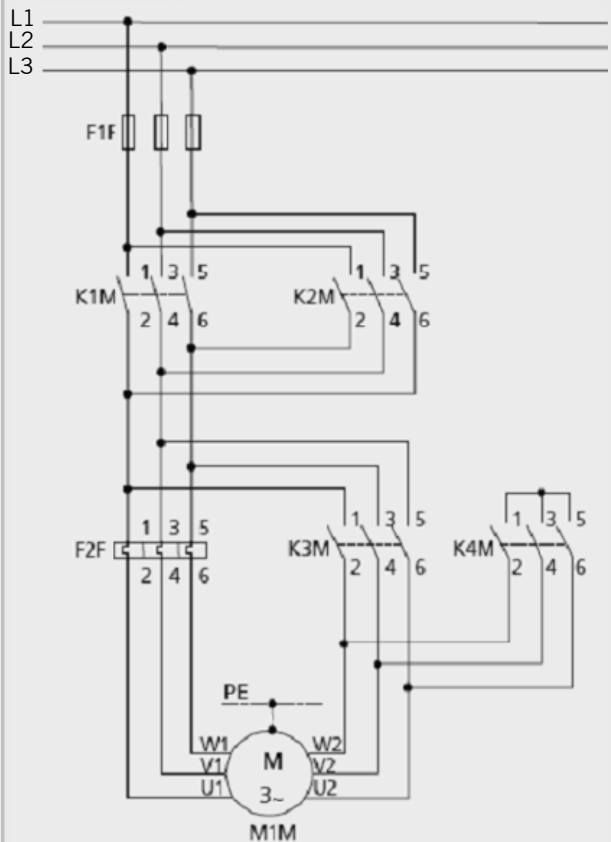 L1
L2
L3
F1F
1 3 5 1 3 5
K1M K2M
2 4 6 2 4 6
1 3 5 1 3 5 1 3 5
F2F K3M K4M
2 4 6 2 4 6 2 4 6
PE
W1 W2
V1 M V2
U1 3~ U2
M1M